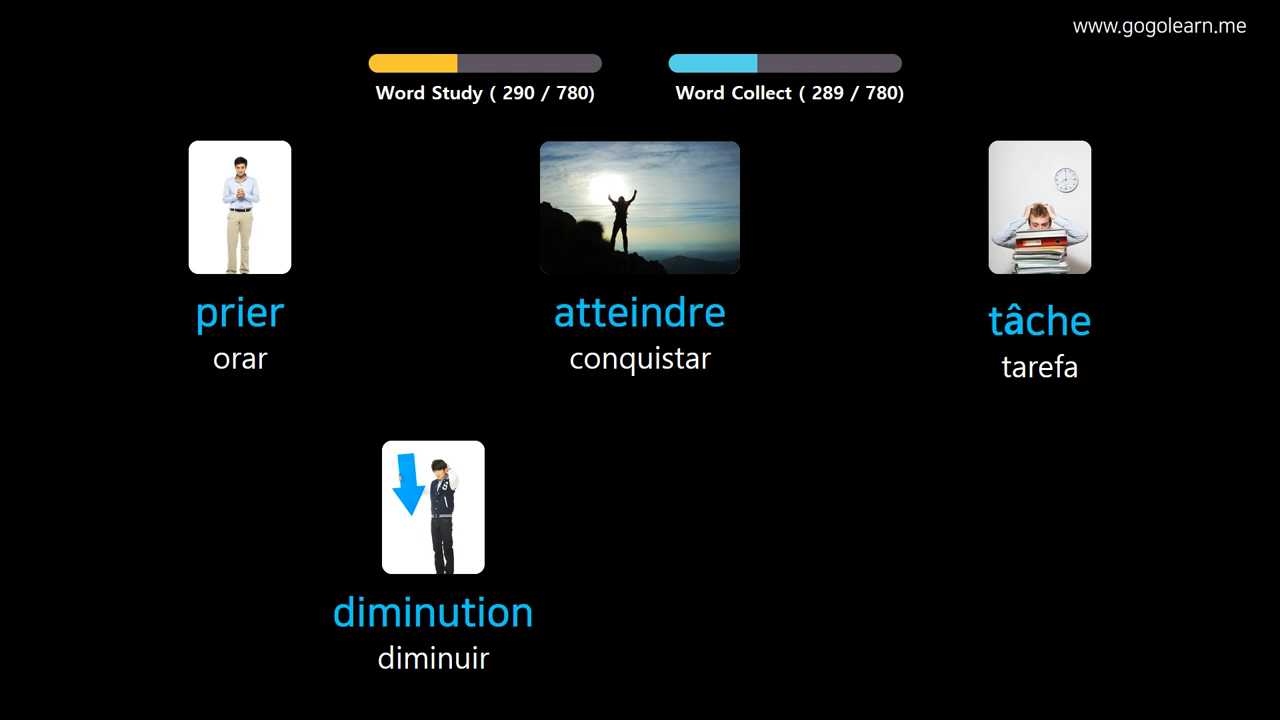 www.gogolearn.me
Word Study ( 290 / 780)
Word Collect ( 289 / 780)
prier
orar
atteindre
conquistar
tâche
tarefa
diminution
diminuir